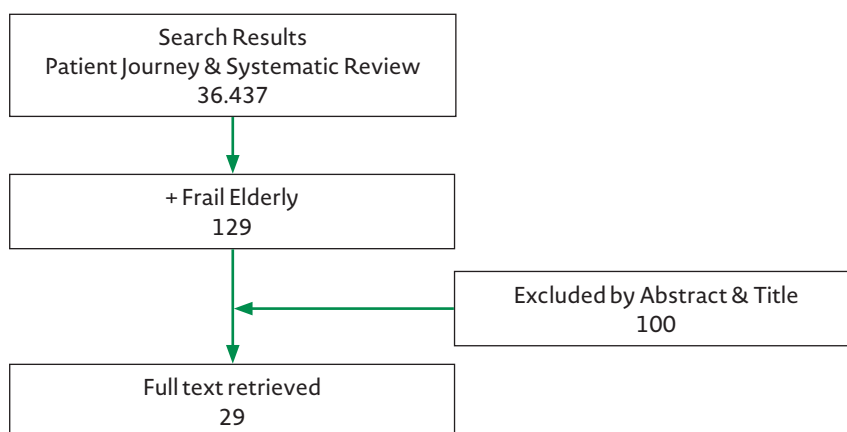 Search Results
Patient Journey & Systematic Review
36.437
+ Frail Elderly
129
Excluded by Abstract & Title
100
Full text retrieved
29